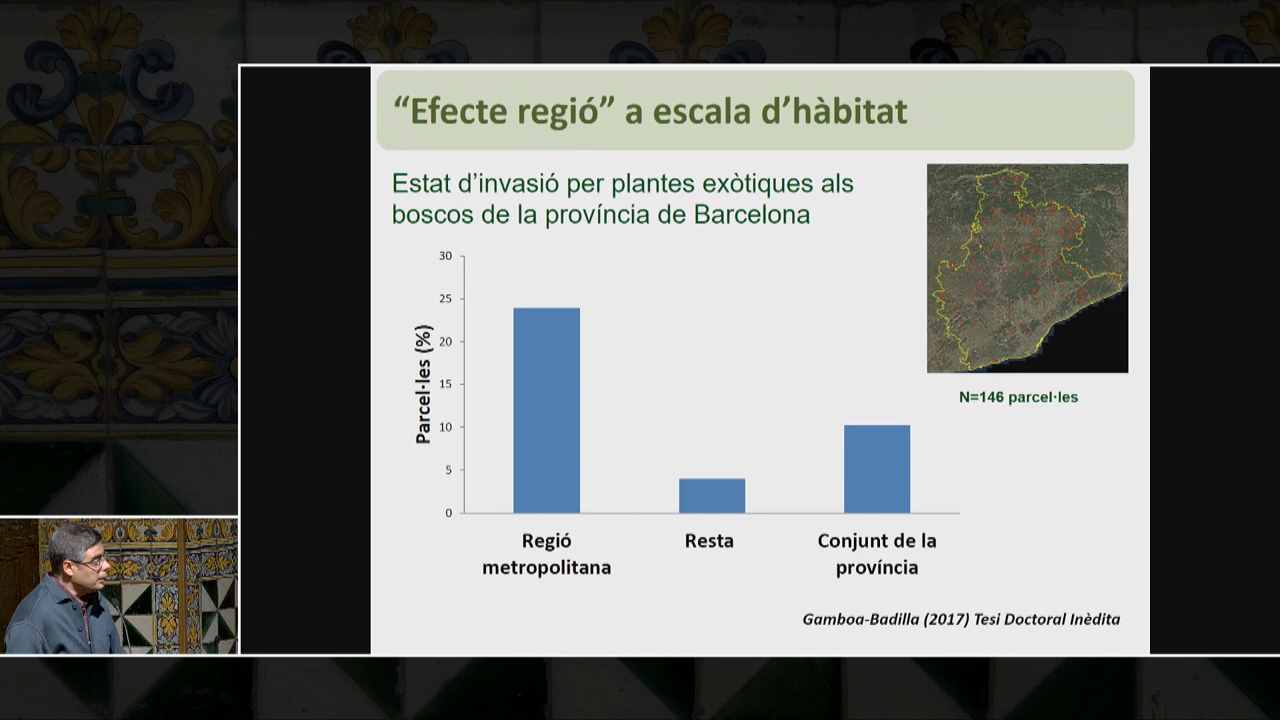 “Efecte regió” a escala d’hàbitat
Estat d’invasió per plantes exòtiques als
boscos de la província de Barcelona
30
25
20
15
10
5
0
Parcel·les (%)
Regió
metropolitana
Resta
Conjunt de la
província
N=146 parcel·les
Gamboa-Badilla (2017) Tesi Doctoral Inèdita